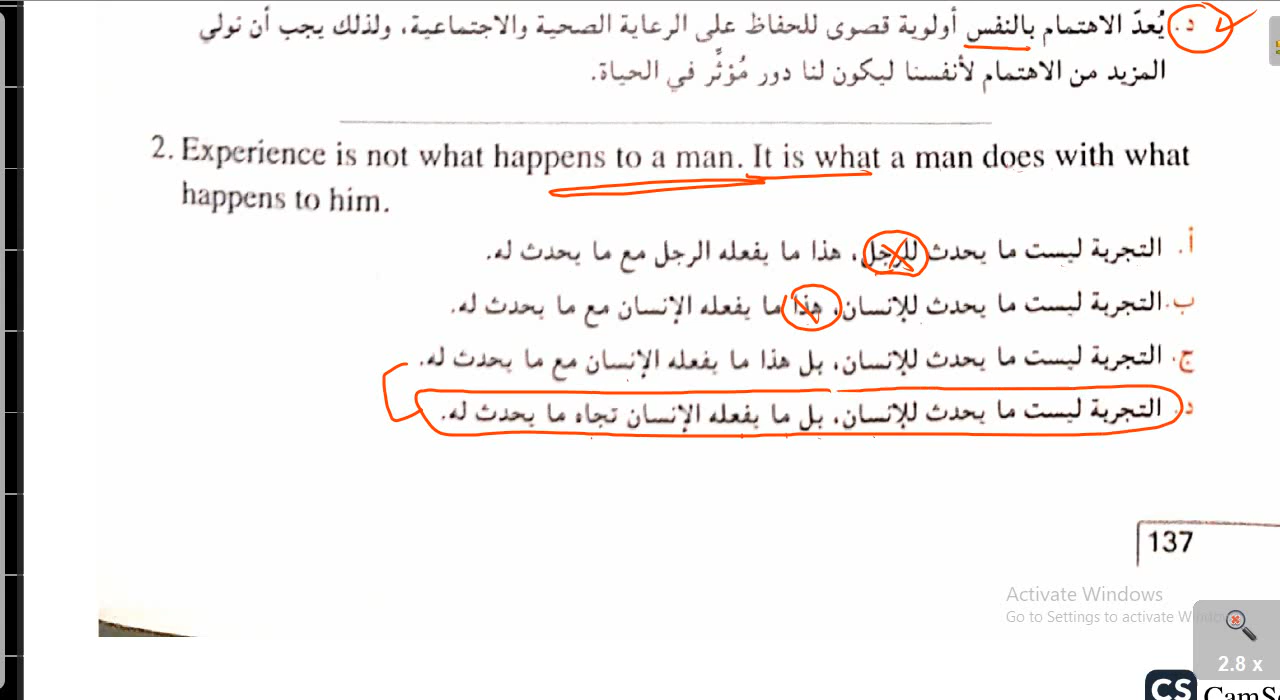 د. يُعدّ الاهتمام بالنفس أولوية قصوى للحفاظ على الرعاية الصحية والاجتماعية، ولذلك يجب أن نولي
المزيد من الاهتمام لأنفسنا ليكون لنا دور مُؤثِّر في الحياة.
2. Experience is not what happens to a man. It is what a man does with what
happens to him.
أ. التجربة ليست ما يحدث للرجل، هذا ما يفعله الرجل مع ما يحدث له.
ب. التجربة ليست ما يحدث للإنسان، هذا ما يفعله الإنسان مع ما يحدث له.
ج. التجربة ليست ما يحدث للإنسان، بل هذا ما يفعله الإنسان مع ما يحدث له.
د. التجربة ليست ما يحدث للإنسان، بل ما يفعله الإنسان تجاه ما يحدث له.
137
Activate Windows
Go to Settings to activate W
2.8 x
CS CamS